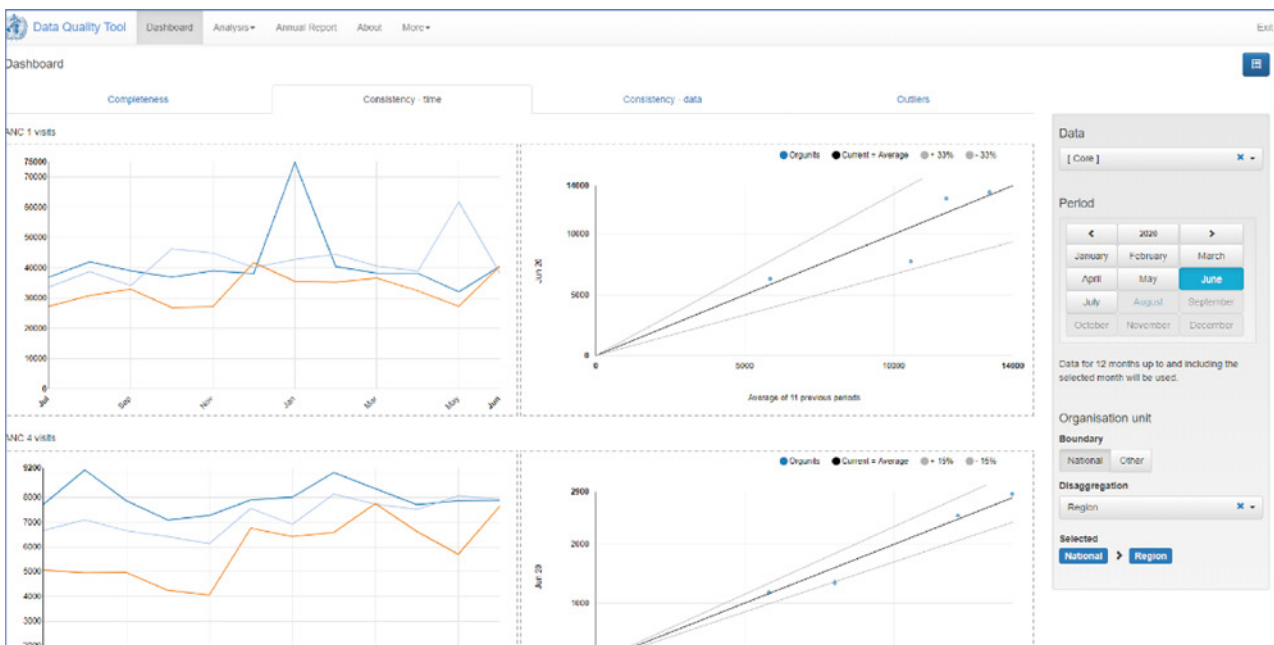 Data Quality Tool Dashboard Analysis Annual Report About More Exit
Dashboard
Completeness Consistency - time Consistency - data Outliers
ANC 1 visits
75000
70000
60000
50000
40000
30000
20000
10000
0
Jul Sep Nov Jan Mar May Jun
Orgunits Current = Average + 33% - 33%
14000
10000
5000
0
Jun 20
0 5000 10000 14000
Average of 11 previous periods
ANC 4 visits
9200
8000
7000
6000
5000
4000
3000
Orgunits Current = Average + 15% - 15%
2000
1000
Jun 20
Data
[ Core ]
Period
< 2020 >
January February March
April May June
July August September
October November December
Data for 12 months up to and including the
selected month will be used.
Organisation unit
Boundary
National Other
Disaggregation
Region
Selected
National > Region